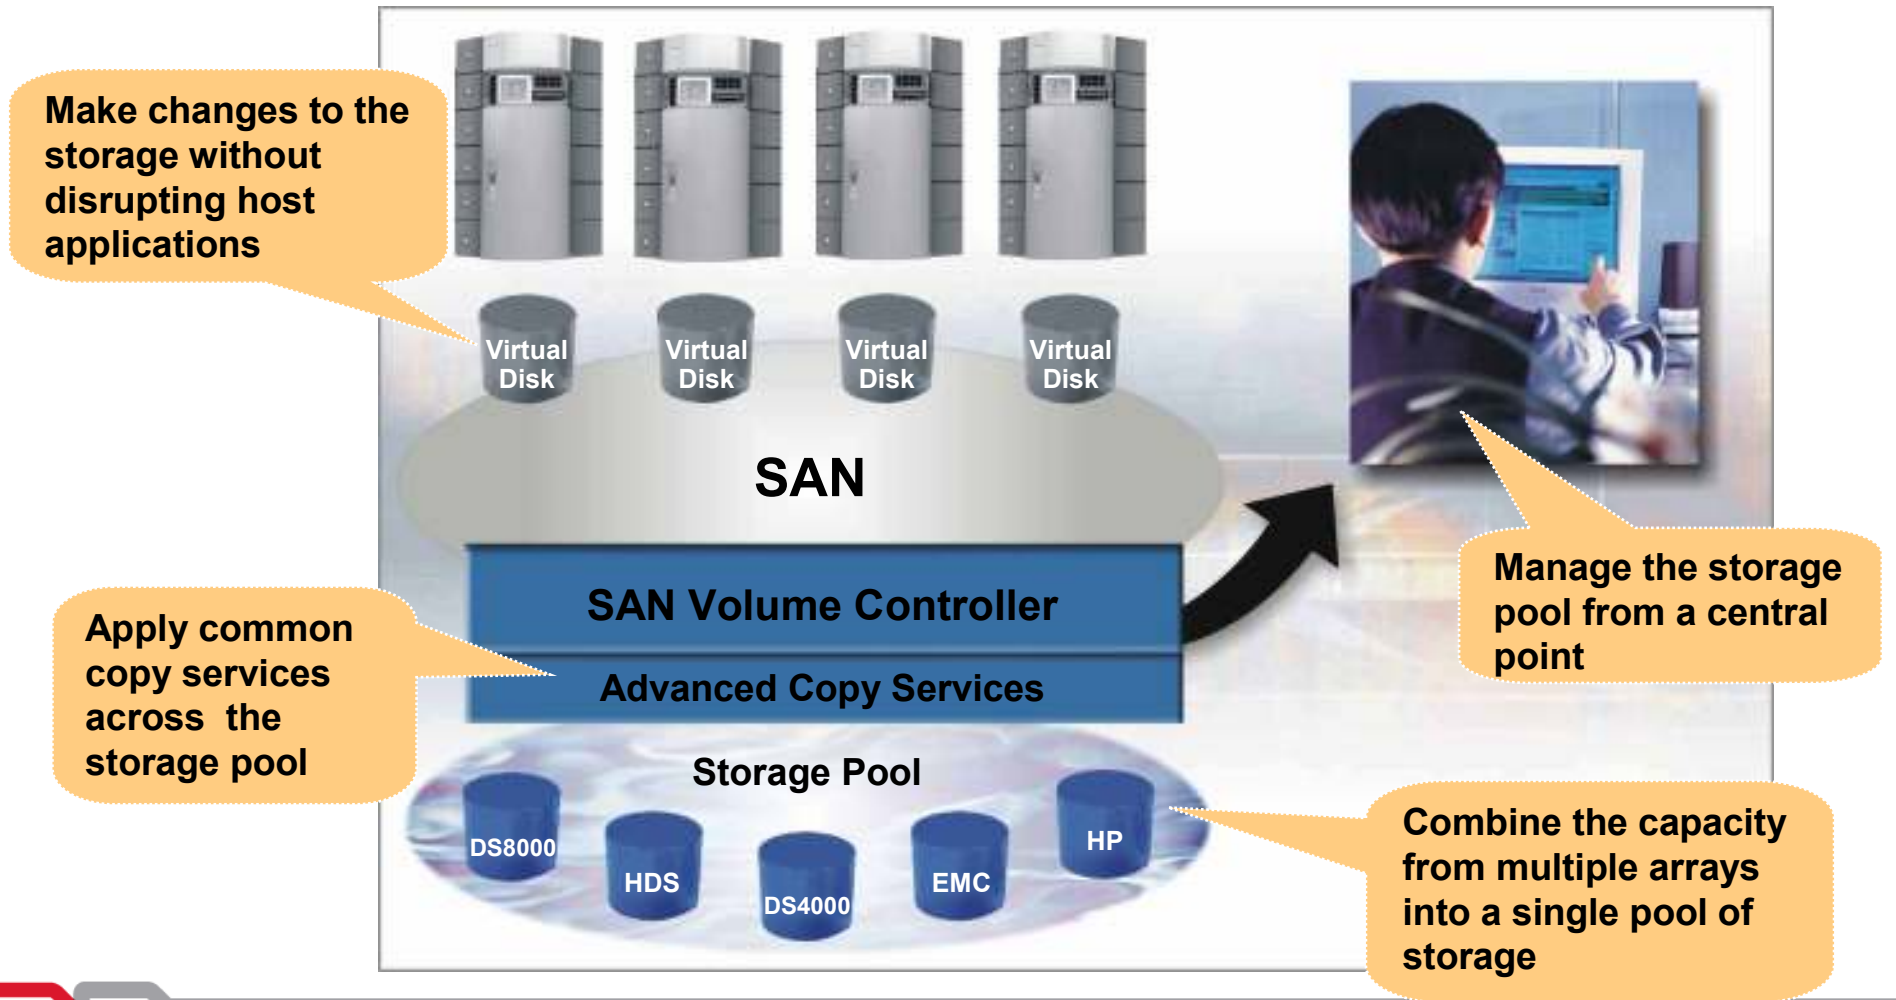 Make changes to the
storage without
disrupting host
applications
Virtual
Disk
Virtual
Disk
Virtual
Disk
Virtual
Disk
SAN
SAN Volume Controller
Advanced Copy Services
Apply common
copy services
across the
storage pool
Manage the storage
pool from a central
point
Storage Pool
DS8000
HDS
DS4000
EMC
HP
Combine the capacity
from multiple arrays
into a single pool of
storage